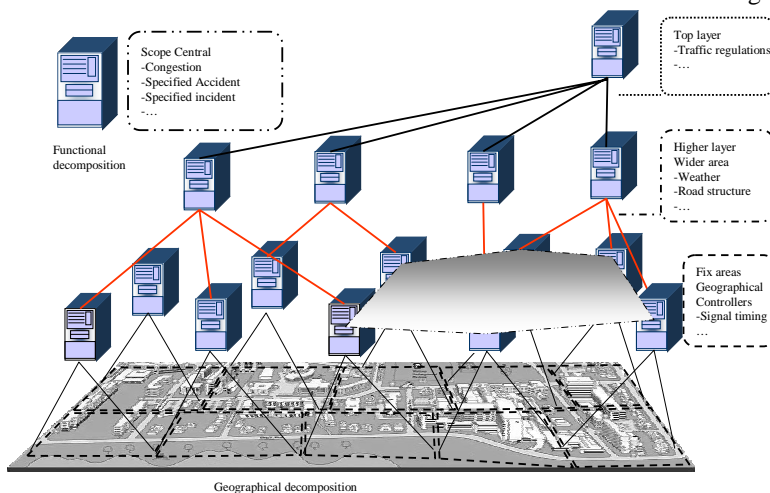 Scope Central
-Congestion
-Specified Accident
-Specified incident
-...
Functional
decomposition
Top layer
-Traffic regulations
-...
Higher layer
Wider area
-Weather
-Road structure
-...
Fix areas
Geographical
Controllers
-Signal timing
...
Geographical decomposition